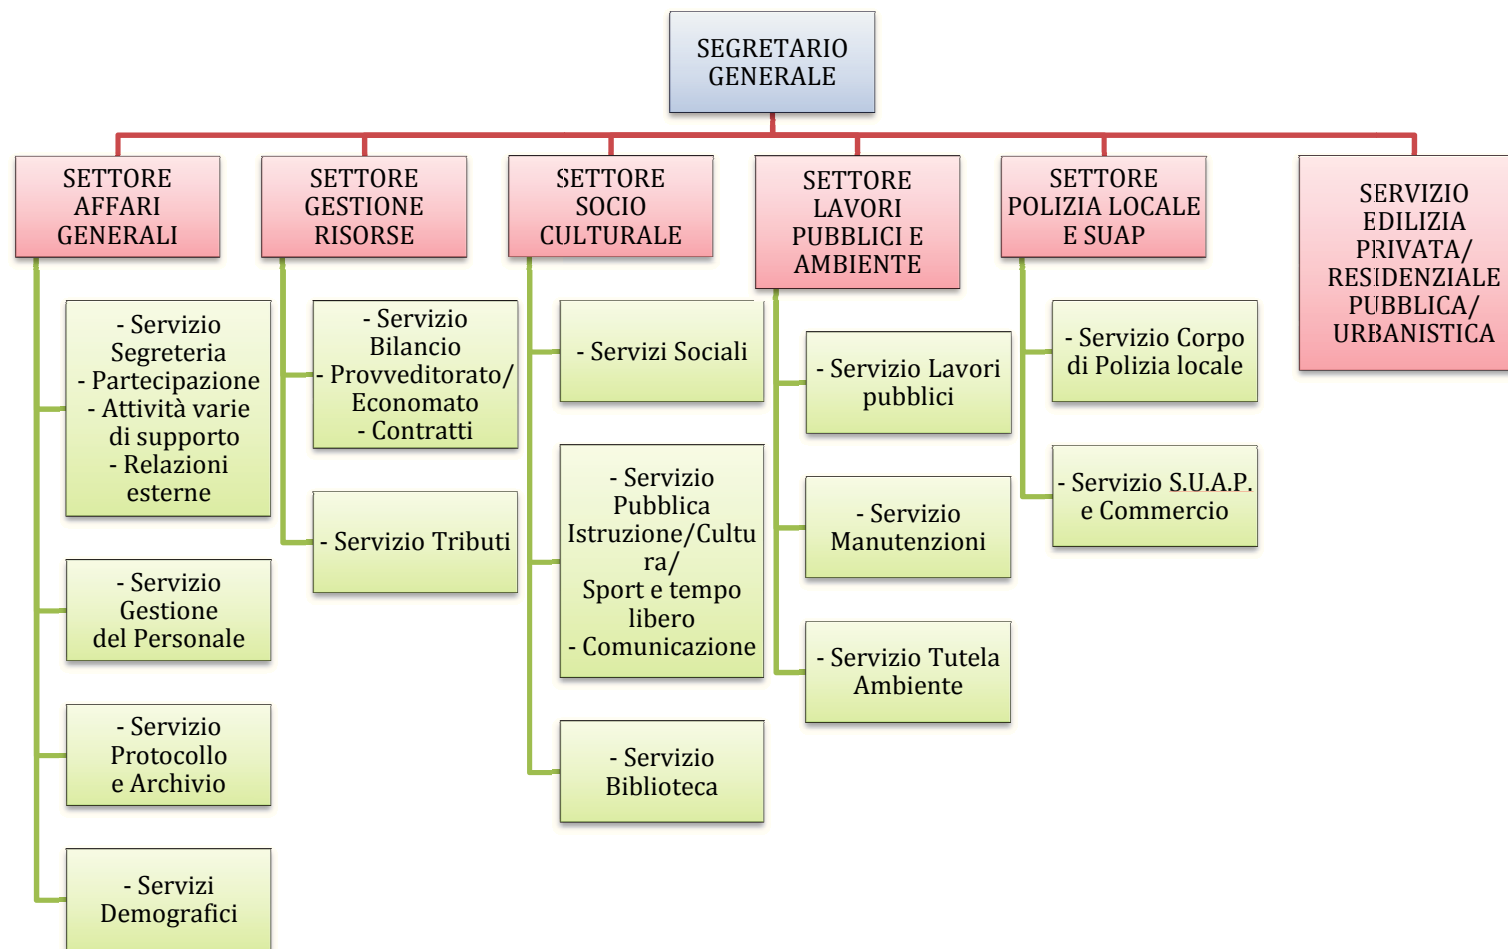 SEGRETARIO
GENERALE
SETTORE
AFFARI
GENERALI
- Servizio
Segreteria
- Partecipazione
- Attività varie
di supporto
- Relazioni
esterne
- Servizio
Gestione
del Personale
- Servizio
Protocollo
e Archivio
- Servizi
Demografici
SETTORE
GESTIONE
RISORSE
- Servizio
Bilancio
- Provveditorato/
Economato
- Contratti
- Servizio Tributi
SETTORE
SOCIO
CULTURALE
- Servizi Sociali
- Servizio
Pubblica
Istruzione/Cultu
ra/
Sport e tempo
libero
- Comunicazione
- Servizio
Biblioteca
SETTORE
LAVORI
PUBBLICI E
AMBIENTE
- Servizio Lavori
pubblici
- Servizio
Manutenzioni
- Servizio Tutela
Ambiente
SETTORE
POLIZIA LOCALE
E SUAP
- Servizio Corpo
di Polizia locale
- Servizio S.U.A.P.
e Commercio
SERVIZIO
EDILIZIA
PRIVATA/
RESIDENZIALE
PUBBLICA/
URBANISTICA